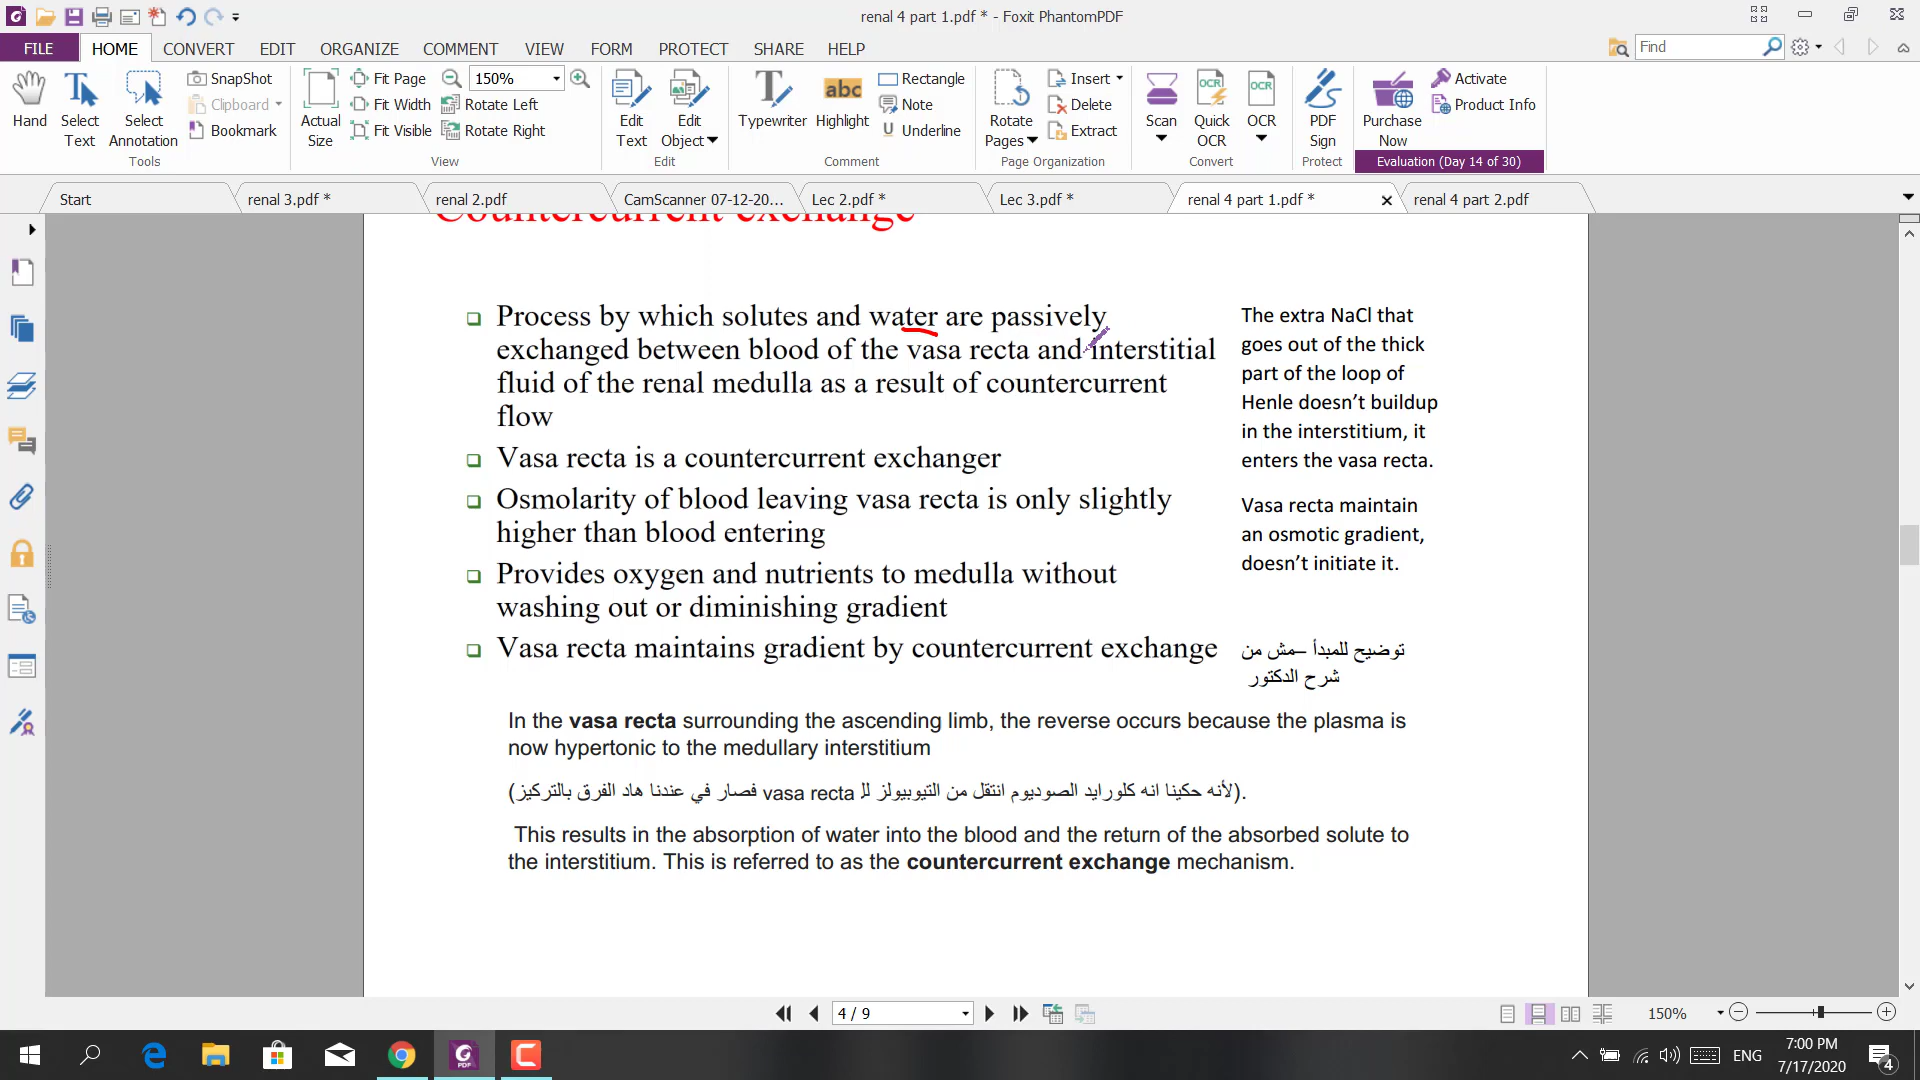 renal 4 part 1.pdf * - Foxit PhantomPDF
FILE HOME CONVERT EDIT ORGANIZE COMMENT VIEW FORM PROTECT SHARE HELP Find
Hand
Select Text
Select Annotation
SnapShot
Clipboard
Bookmark
Tools
Actual Size
Fit Page
Fit Width
Fit Visible
150%
Rotate Left
Rotate Right
View
Edit Text
Edit Object
Edit
Typewriter
abc
Highlight
Rectangle
Note
Underline
Comment
Rotate Pages
Insert
Delete
Extract
Page Organization
Scan
OCR
Quick OCR
OCR
OCR
Convert
PDF Sign
Protect
Purchase Now
Activate
Product Info
Evaluation (Day 14 of 30)
Start renal 3.pdf * renal 2.pdf CamScanner 07-12-20... Lec 2.pdf * Lec 3.pdf * renal 4 part 1.pdf * renal 4 part 2.pdf
Countercurrent exchange
Process by which solutes and water are passively
exchanged between blood of the vasa recta and interstitial
fluid of the renal medulla as a result of countercurrent
flow
Vasa recta is a countercurrent exchanger
Osmolarity of blood leaving vasa recta is only slightly
higher than blood entering
Provides oxygen and nutrients to medulla without
washing out or diminishing gradient
Vasa recta maintains gradient by countercurrent exchange
The extra NaCl that
goes out of the thick
part of the loop of
Henle doesn't buildup
in the interstitium, it
enters the vasa recta.
Vasa recta maintain
an osmotic gradient,
doesn't initiate it.
توضيح للمبدأ –مش من
شرح الدكتور
In the vasa recta surrounding the ascending limb, the reverse occurs because the plasma is
now hypertonic to the medullary interstitium
(لأنه حكينا انه كلورايد الصوديوم انتقل من التيوبيولز لل vasa recta فصار في عندنا هاد الفرق بالتركيز).
This results in the absorption of water into the blood and the return of the absorbed solute to
the interstitium. This is referred to as the countercurrent exchange mechanism.
4 / 9
150%
PDF
ENG
7:00 PM
7/17/2020
4